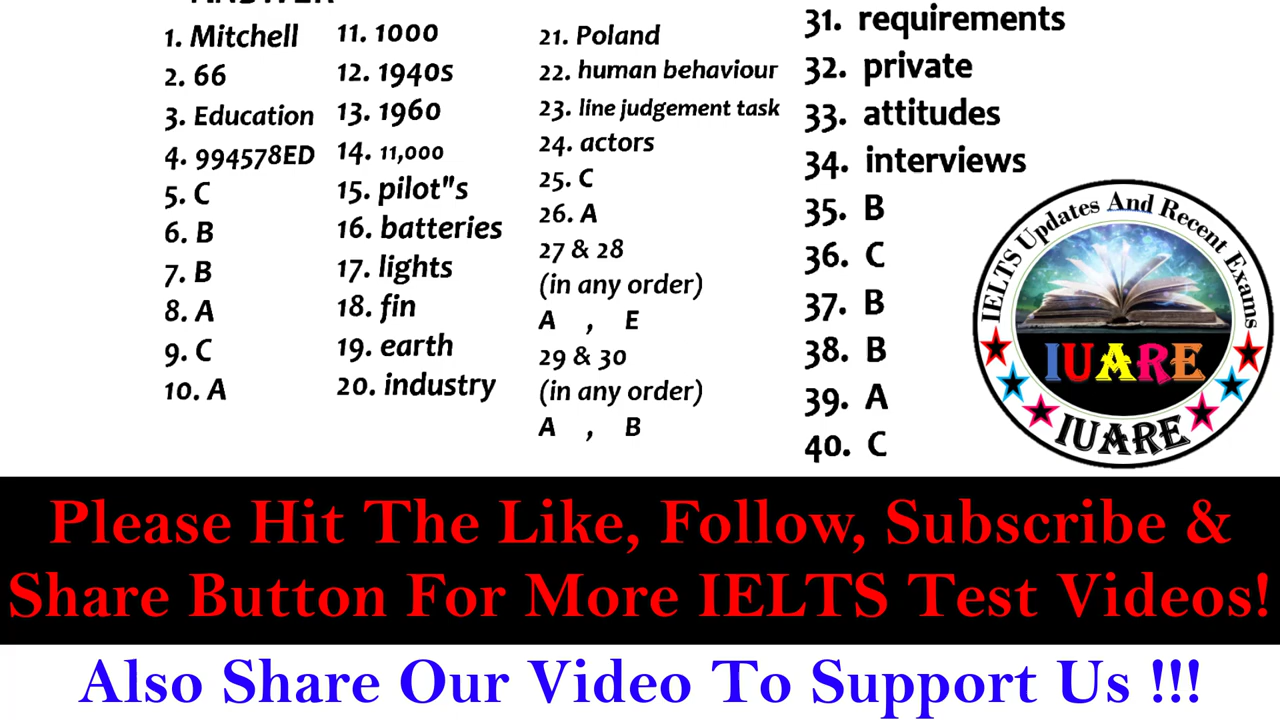 ANSWER
1. Mitchell
2. 66
3. Education
4. 994578ED
5. C
6. B
7. B
8. A
9. C
10. A
11. 1000
12. 1940s
13. 1960
14. 11,000
15. pilot"s
16. batteries
17. lights
18. fin
19. earth
20. industry
21. Poland
22. human behaviour
23. line judgement task
24. actors
25. C
26. A
27 & 28
(in any order)
A , E
29 & 30
(in any order)
A , B
31. requirements
32. private
33. attitudes
34. interviews
35. B
36. C
37. B
38. B
39. A
40. C
IELTS Updates And Recent Exams
IUARE
IUARE
Please Hit The Like, Follow, Subscribe &
Share Button For More IELTS Test Videos!
Also Share Our Video To Support Us !!!